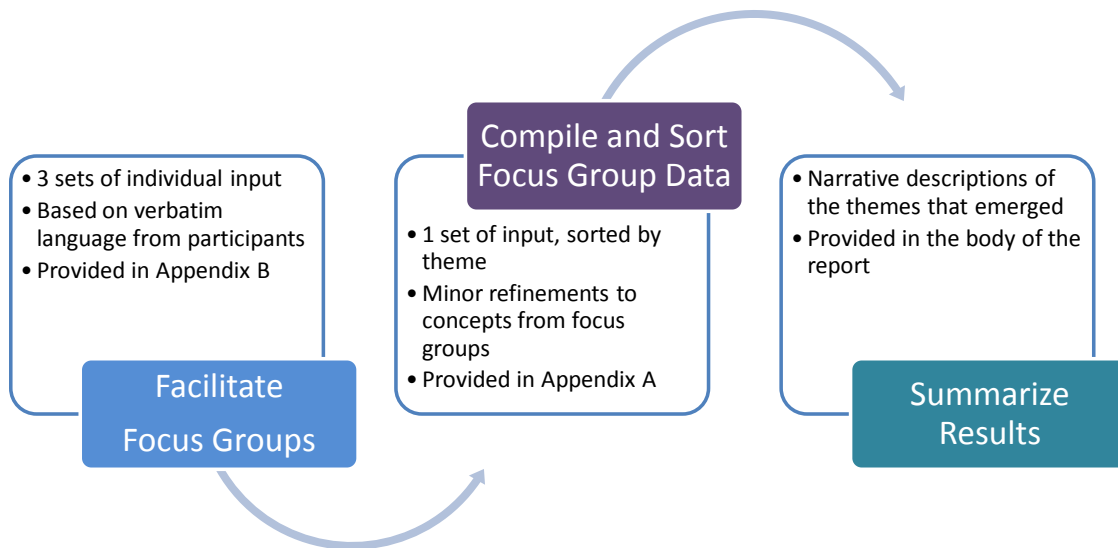 • 3 sets of individual input
• Based on verbatim
language from participants
• Provided in Appendix B
Facilitate
Focus Groups
Compile and Sort
Focus Group Data
• 1 set of input, sorted by
theme
• Minor refinements to
concepts from focus
groups
• Provided in Appendix A
• Narrative descriptions of
the themes that emerged
• Provided in the body of the
report
Summarize
Results